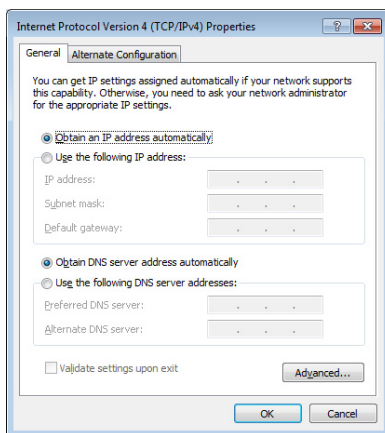 Internet Protocol Version 4 (TCP/IPv4) Properties
General
Alternate Configuration
You can get IP settings assigned automatically if your network supports
this capability. Otherwise, you need to ask your network administrator
for the appropriate IP settings.
Obtain an IP address automatically
Use the following IP address:
IP address:
Subnet mask:
Default gateway:
Obtain DNS server address automatically
Use the following DNS server addresses:
Preferred DNS server:
Alternate DNS server:
Validate settings upon exit
Advanced...
OK
Cancel